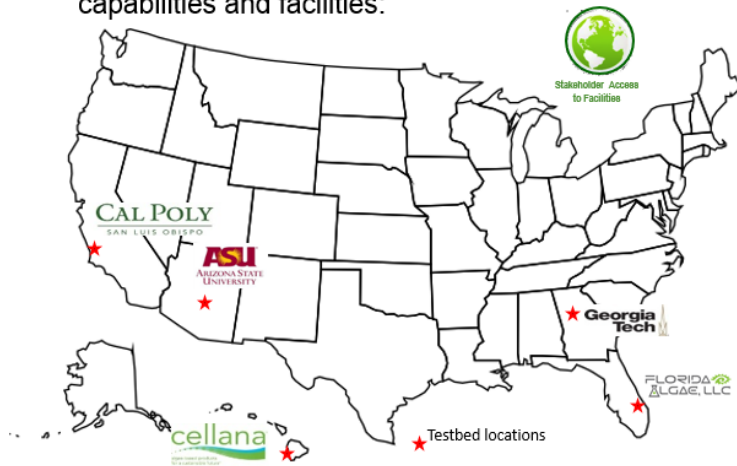 capabilities and facilities:
Stakeholder Access
to Facilities
CAL POLY
SAN LUIS OBISPO
ASU
ARIZONA STATE
UNIVERSITY
Georgia
Tech
FLORIDA
ALGAE, LLC
cellana
Testbed locations